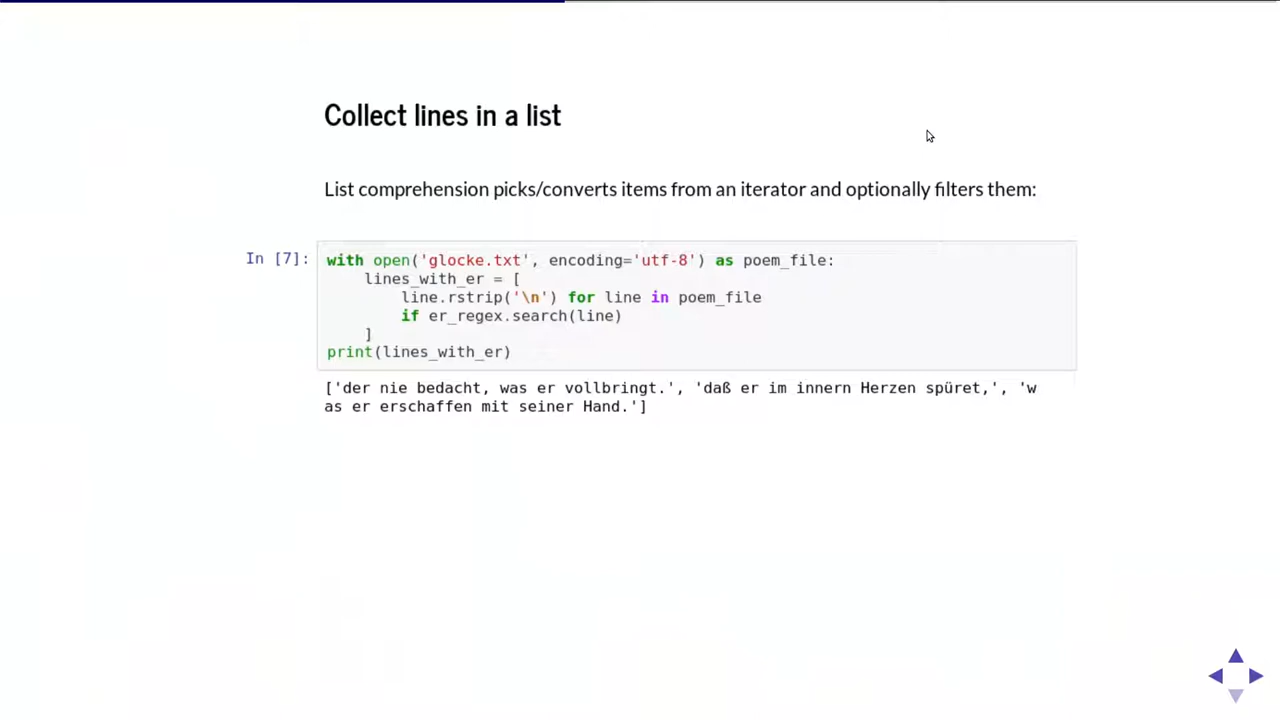 Collect lines in a list
List comprehension picks/converts items from an iterator and optionally filters them:
In [7]:
with open('glocke.txt', encoding='utf-8') as poem_file:
    lines_with_er = [
        line.rstrip('\n') for line in poem_file
        if er_regex.search(line)
    ]
print(lines_with_er)
['der nie bedacht, was er vollbringt.', 'daß er im innern Herzen spüret,', 'w
as er erschaffen mit seiner Hand.']